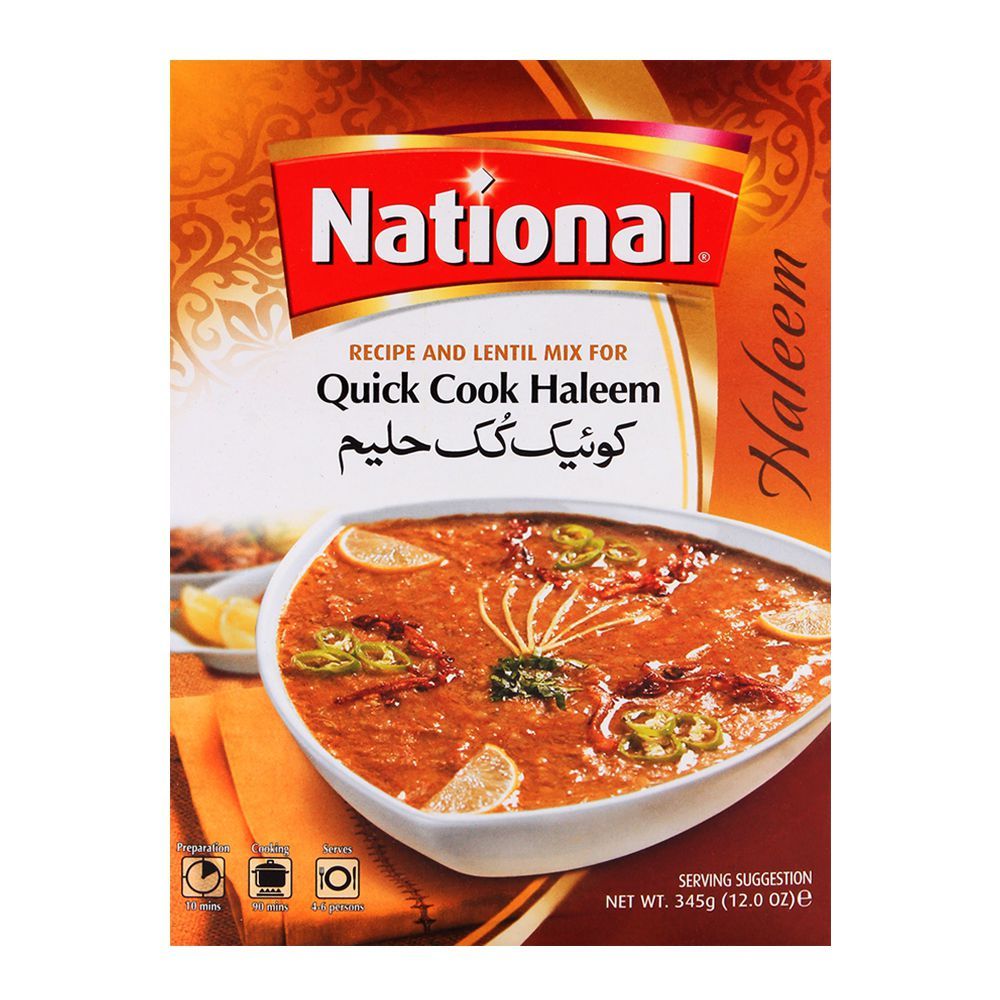 National®
RECIPE AND LENTIL MIX FOR
Quick Cook Haleem
کوئیک کُک حلیم
Haleem
Preparation
10 mins
Cooking
90 mins
Serves
4-6 persons
SERVING SUGGESTION
NET WT. 345g (12.0 OZ)℮